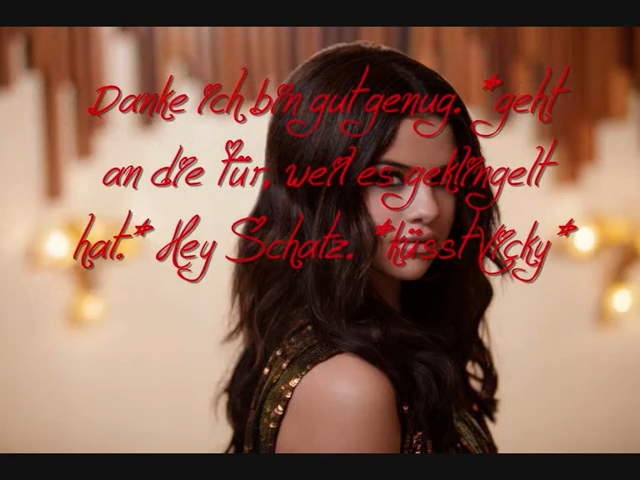 Danke ich bin gut genug. *geht
an die Tür, weil es geklingelt
hat.* Hey Schatz. *küsst Vicky*